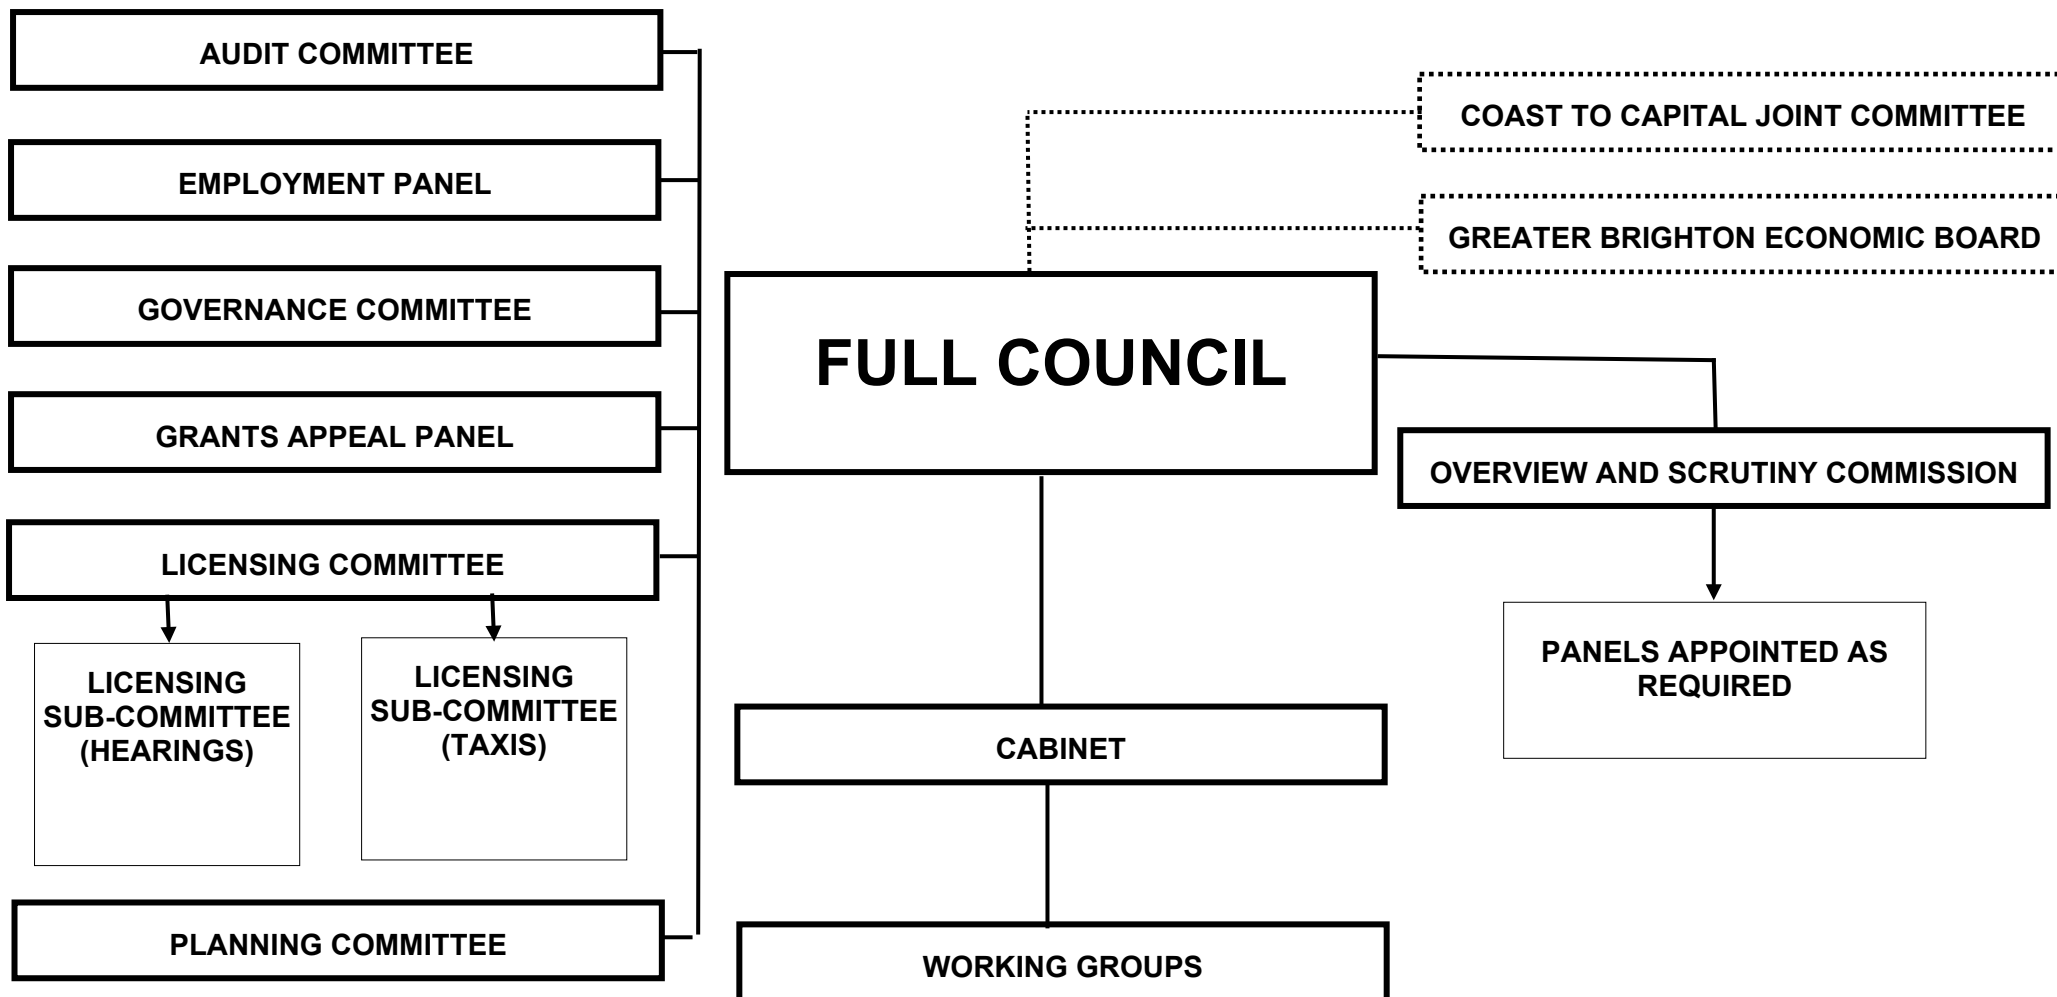 AUDIT COMMITTEE
EMPLOYMENT PANEL
GOVERNANCE COMMITTEE
GRANTS APPEAL PANEL
LICENSING COMMITTEE
LICENSING
SUB-COMMITTEE
(HEARINGS)
LICENSING
SUB-COMMITTEE
(TAXIS)
PLANNING COMMITTEE
FULL COUNCIL
CABINET
WORKING GROUPS
COAST TO CAPITAL JOINT COMMITTEE
GREATER BRIGHTON ECONOMIC BOARD
OVERVIEW AND SCRUTINY COMMISSION
PANELS APPOINTED AS
REQUIRED